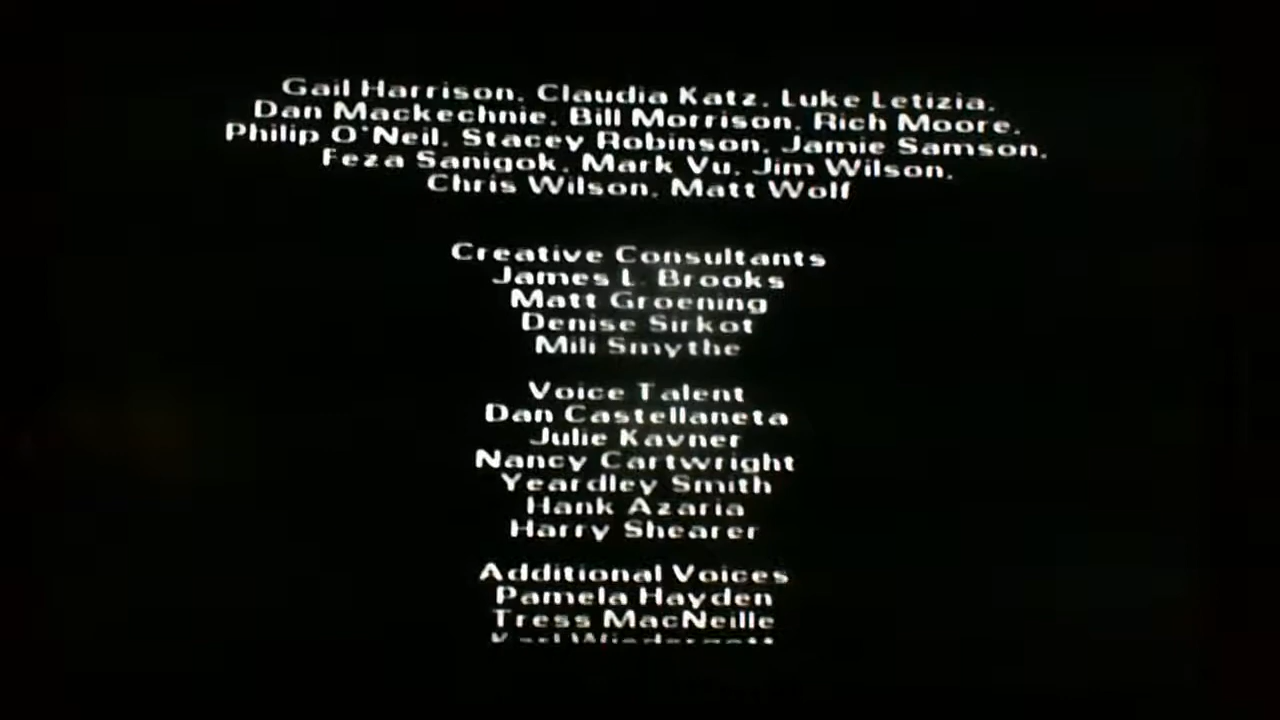 Gail Harrison, Claudia Katz, Luke Letizia,
Dan Mackechnie, Bill Morrison, Rich Moore,
Philip O'Neil, Stacey Robinson, Jamie Samson,
Feza Sanigok, Mark Vu, Jim Wilson,
Chris Wilson, Matt Wolf
Creative Consultants
James L. Brooks
Matt Groening
Denise Sirkot
Mili Smythe
Voice Talent
Dan Castellaneta
Julie Kavner
Nancy Cartwright
Yeardley Smith
Hank Azaria
Harry Shearer
Additional Voices
Pamela Hayden
Tress MacNeille